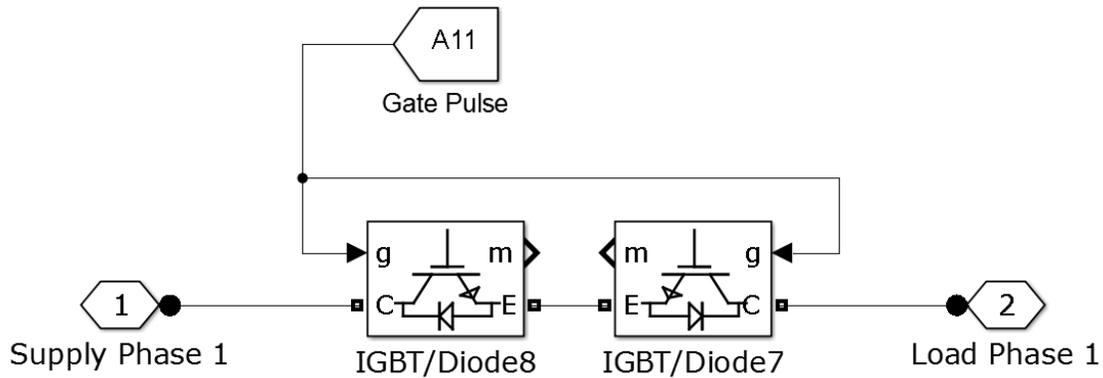 A11
Gate Pulse
g m m g
1 C E E C 2
Supply Phase 1 IGBT/Diode8 IGBT/Diode7 Load Phase 1